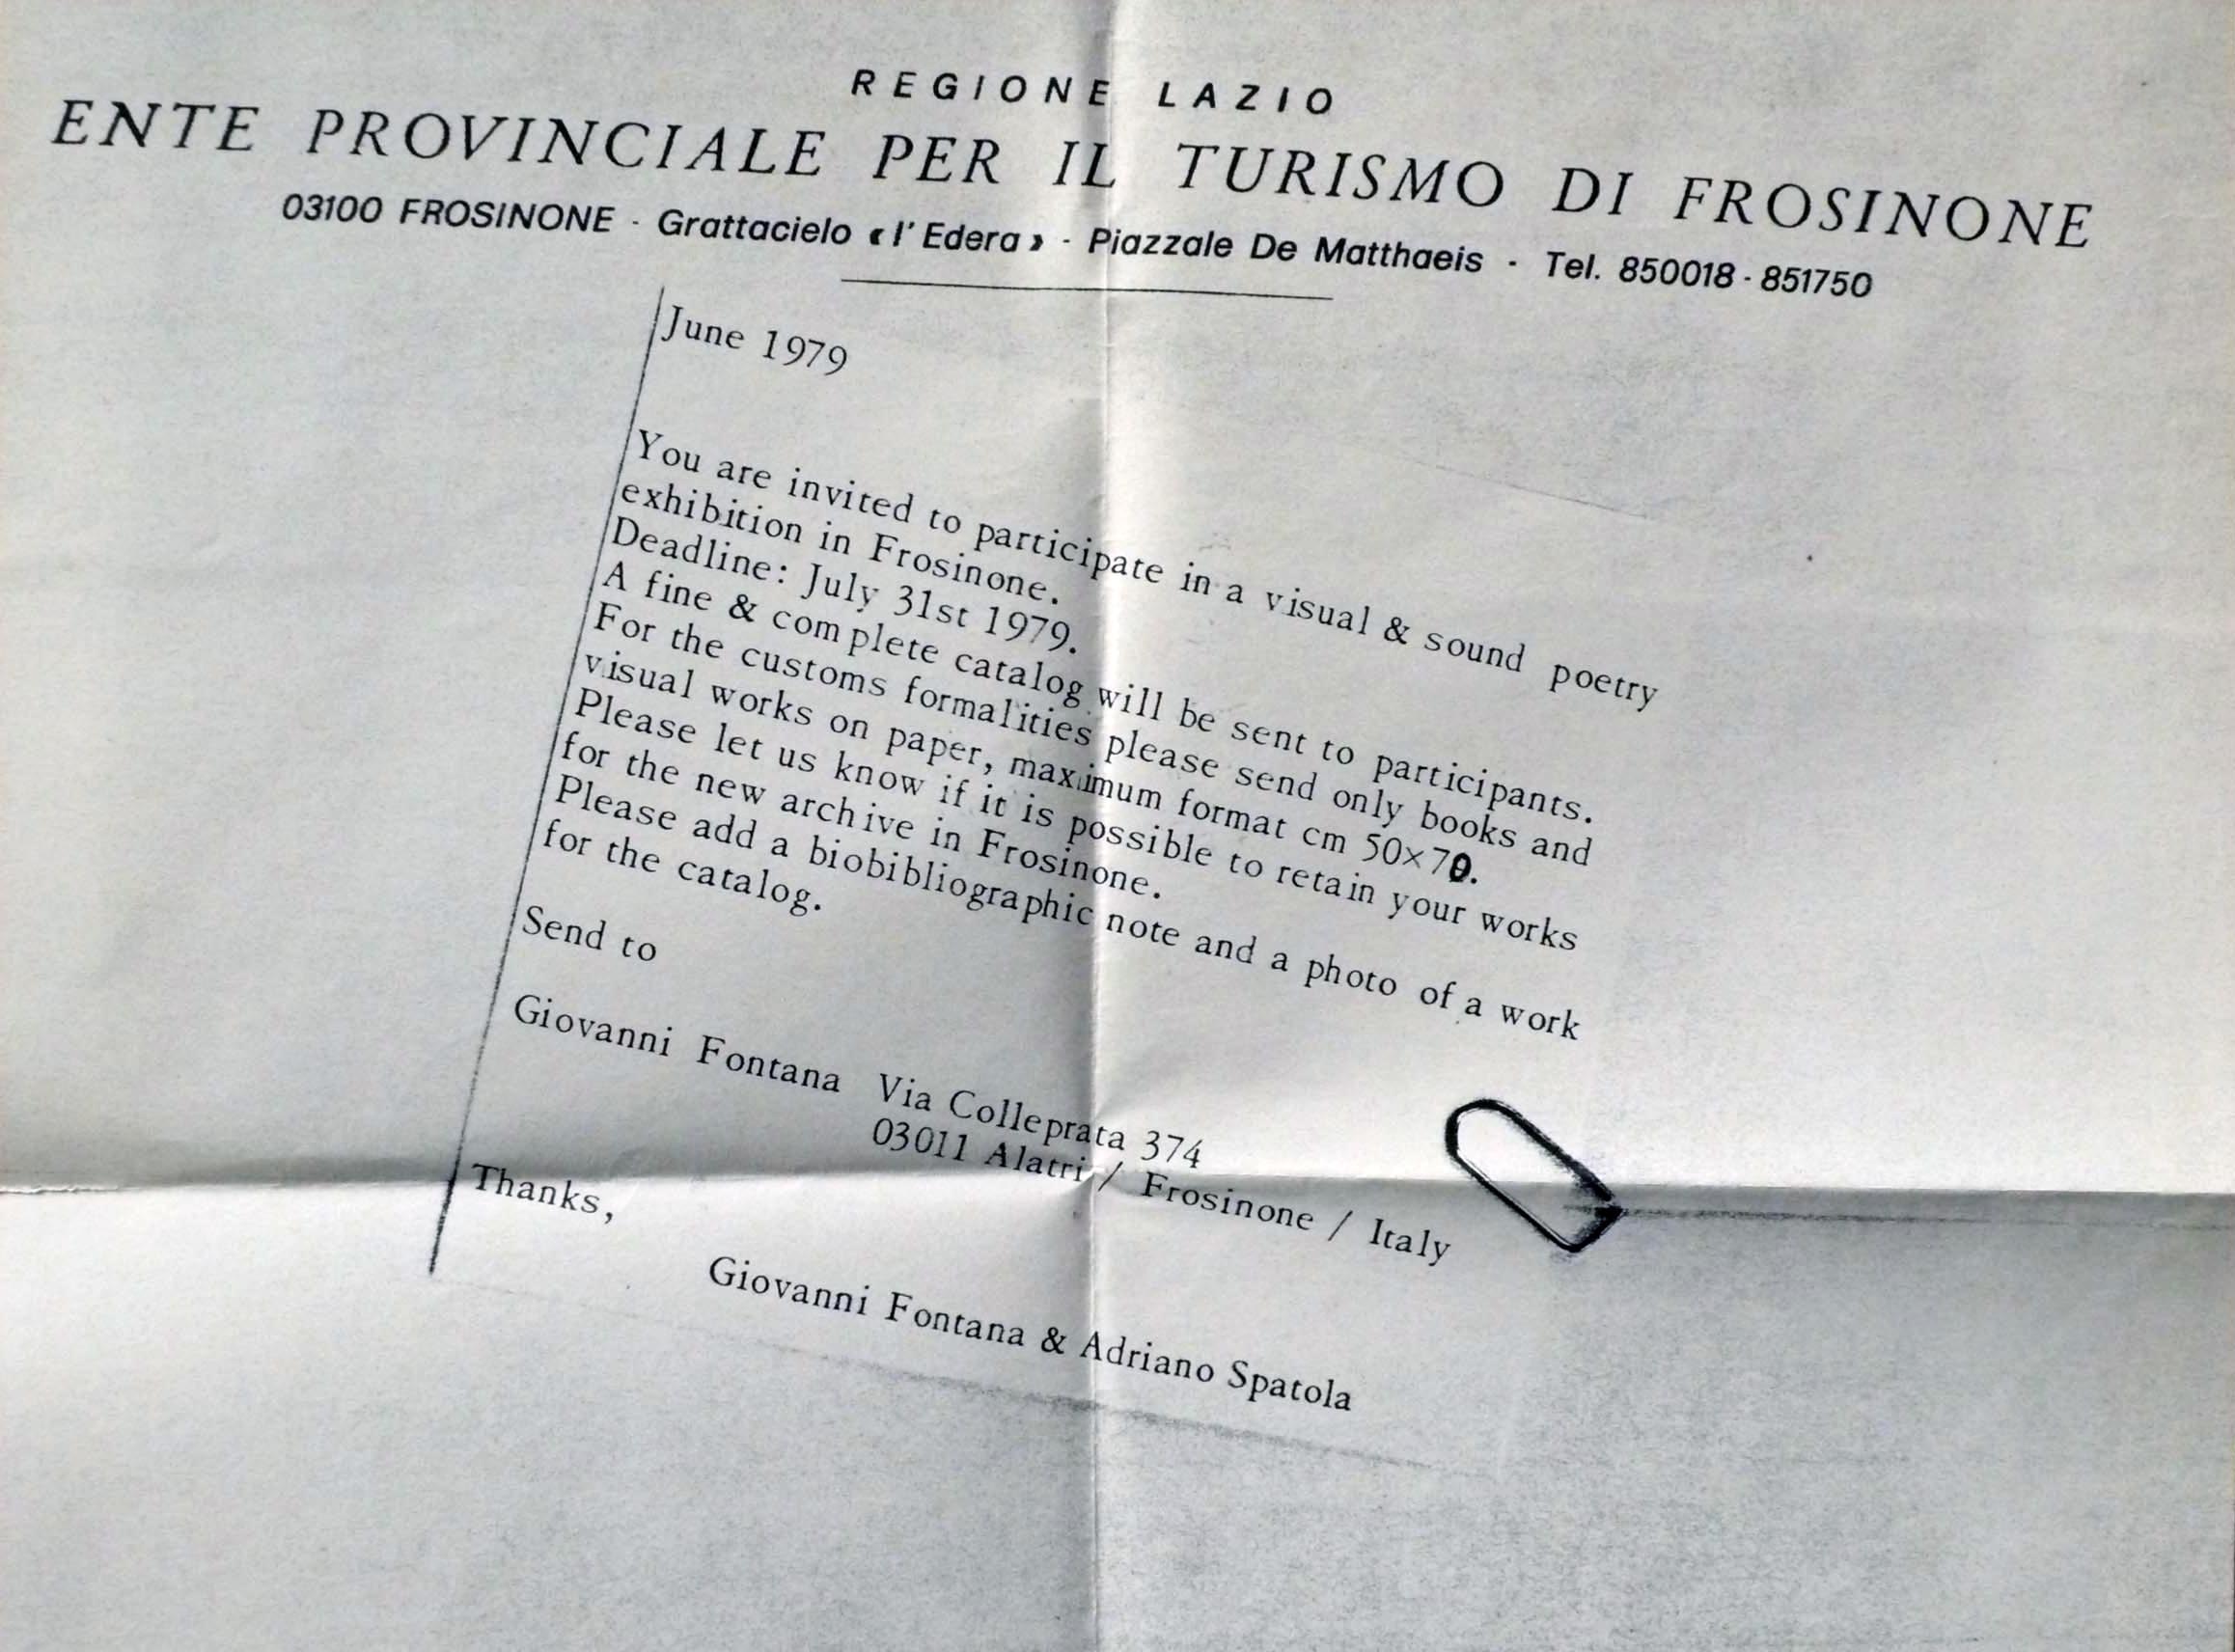 REGIONE LAZIO
ENTE PROVINCIALE PER IL TURISMO DI FROSINONE
03100 FROSINONE - Grattacielo «l'Edera» - Piazzale De Matthaeis - Tel. 850018 - 851750
June 1979
You are invited to participate in a visual & sound poetry
exhibition in Frosinone.
Deadline: July 31st 1979.
A fine & complete catalog will be sent to participants.
For the customs formalities please send only books and
visual works on paper, maximum format cm 50×70.
Please let us know if it is possible to retain your works
for the new archive in Frosinone.
Please add a biobibliographic note and a photo of a work
for the catalog.
Send to
Giovanni Fontana Via Colleprata 374
03011 Alatri / Frosinone / Italy
Thanks,
Giovanni Fontana & Adriano Spatola